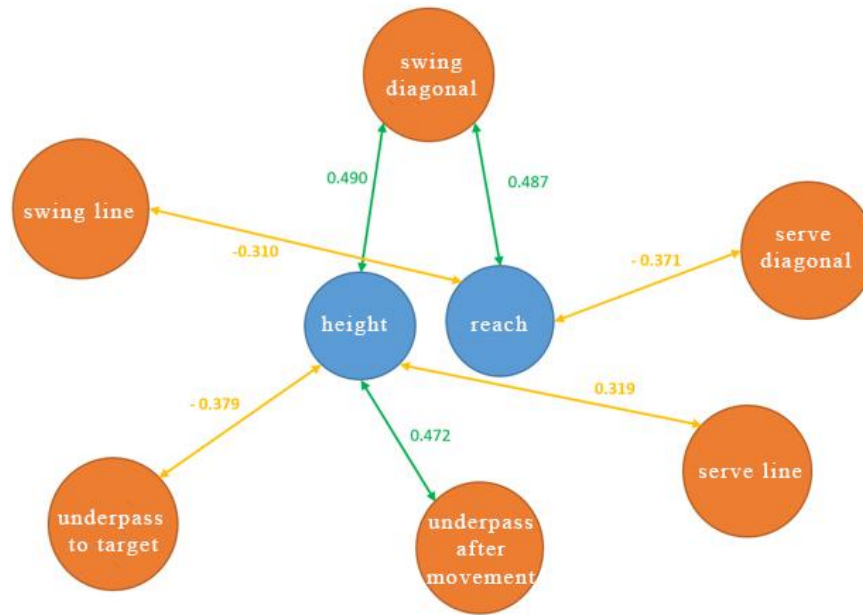 swing
diagonal
0.490
0.487
swing line
-0.310
serve
diagonal
- 0.371
height
reach
- 0.379
0.319
0.472
serve line
underpass
to target
underpass
after
movement